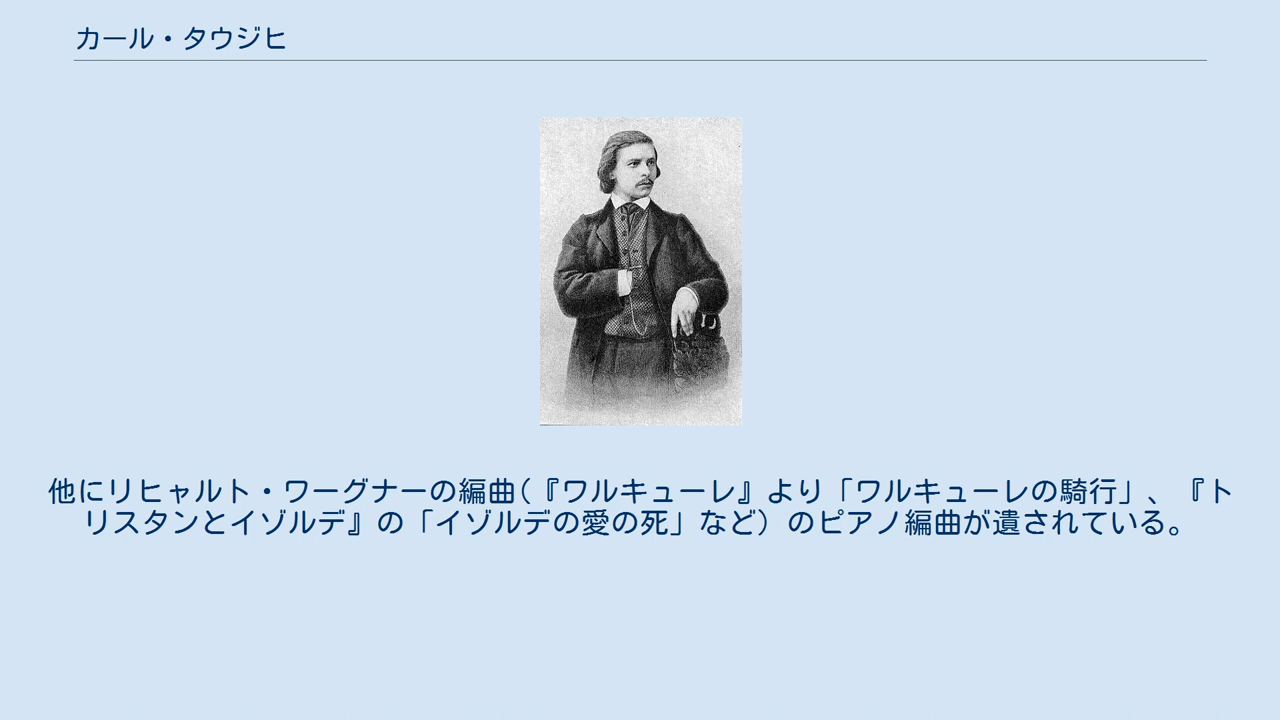 カール・タウジヒ
他にリヒャルト・ワーグナーの編曲(『ワルキューレ』より「ワルキューレの騎行」、『ト
リスタンとイゾルデ』の「イゾルデの愛の死」など）のピアノ編曲が遺されている。